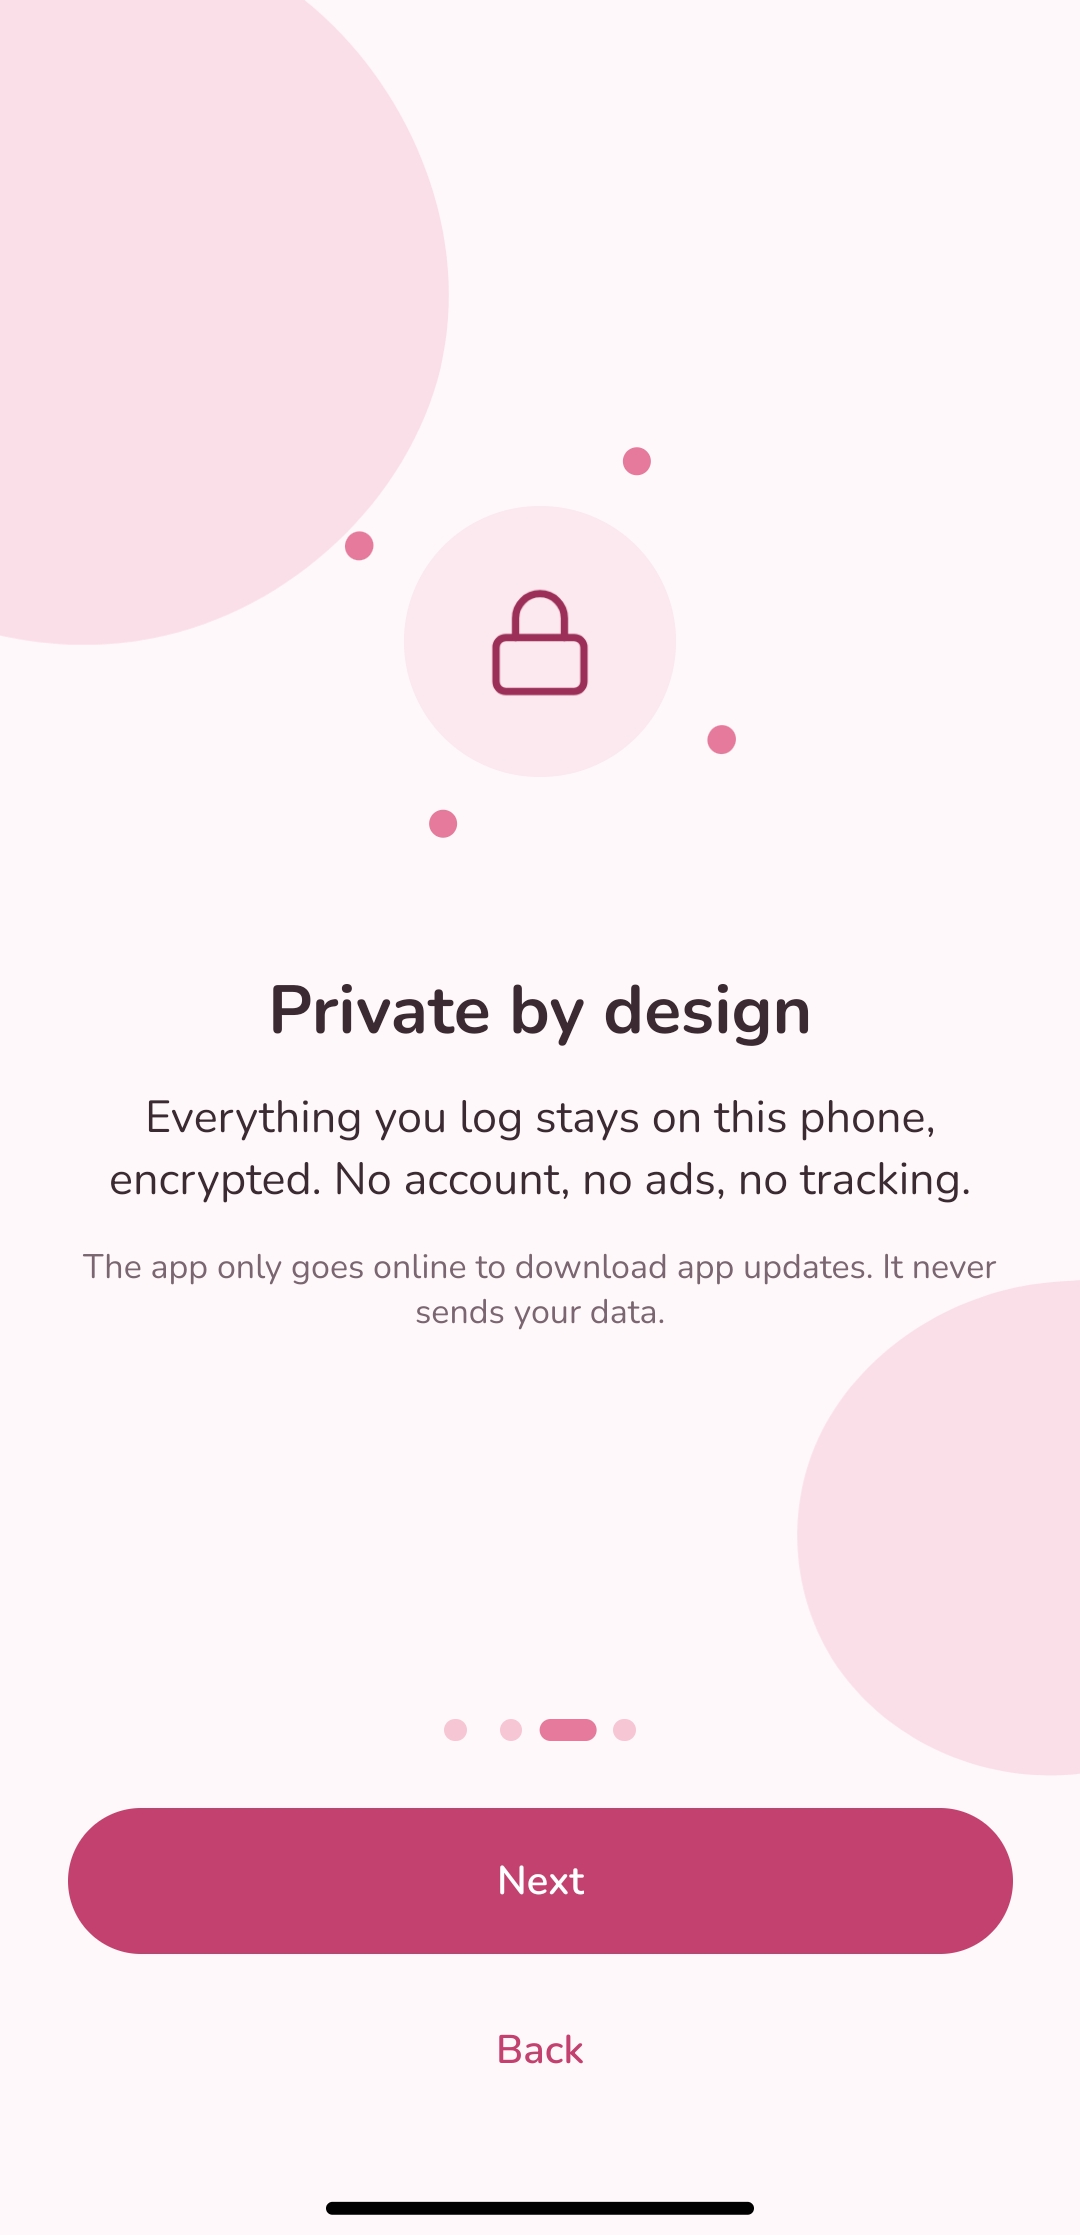 Private by design
Everything you log stays on this phone,
encrypted. No account, no ads, no tracking.
The app only goes online to download app updates. It never
sends your data.
Next
Back